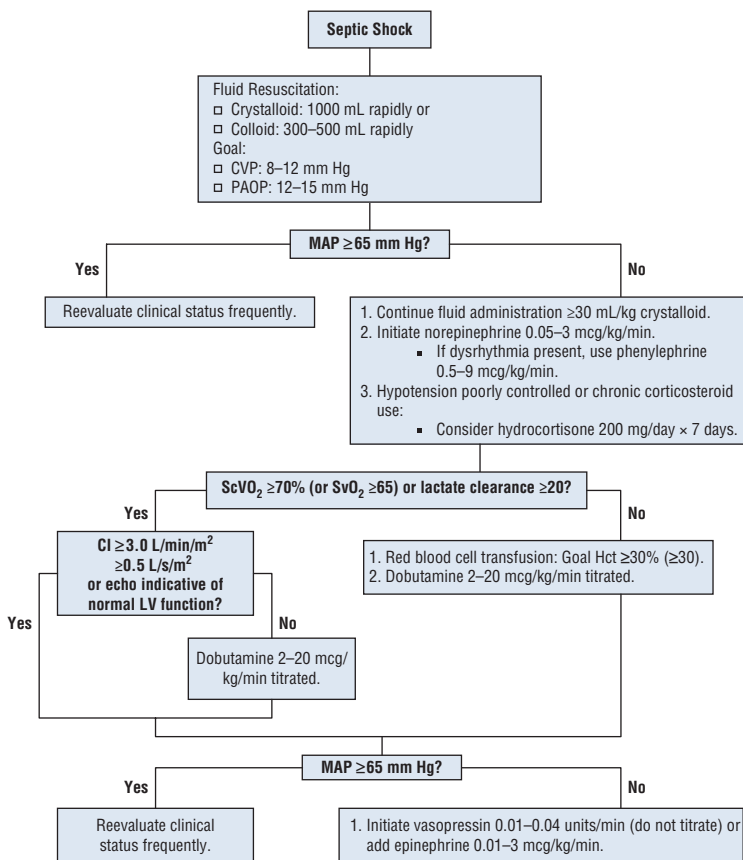 Septic Shock
Fluid Resuscitation:
□ Crystalloid: 1000 mL rapidly or
□ Colloid: 300–500 mL rapidly
Goal:
□ CVP: 8–12 mm Hg
□ PAOP: 12–15 mm Hg
MAP ≥65 mm Hg?
Yes
No
Reevaluate clinical status frequently.
1. Continue fluid administration ≥30 mL/kg crystalloid.
2. Initiate norepinephrine 0.05–3 mcg/kg/min.
▪ If dysrhythmia present, use phenylephrine
0.5–9 mcg/kg/min.
3. Hypotension poorly controlled or chronic corticosteroid
use:
▪ Consider hydrocortisone 200 mg/day × 7 days.
ScVO₂ ≥70% (or SvO₂ ≥65) or lactate clearance ≥20?
Yes
No
CI ≥3.0 L/min/m²
≥0.5 L/s/m²
or echo indicative of
normal LV function?
1. Red blood cell transfusion: Goal Hct ≥30% (≥30).
2. Dobutamine 2–20 mcg/kg/min titrated.
Yes
No
Dobutamine 2–20 mcg/
kg/min titrated.
MAP ≥65 mm Hg?
Yes
No
Reevaluate clinical
status frequently.
1. Initiate vasopressin 0.01–0.04 units/min (do not titrate) or
add epinephrine 0.01–3 mcg/kg/min.